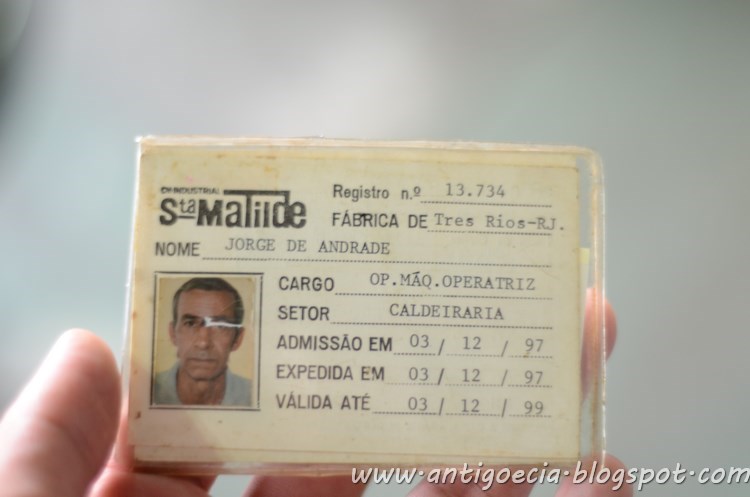 CIA INDUSTRIAL
Sta MATILDE
Registro n.º 13.734
FÁBRICA DE Tres Rios-RJ.
NOME JORGE DE ANDRADE
CARGO OP.MÁQ.OPERATRIZ
SETOR CALDEIRARIA
ADMISSÃO EM 03 / 12 / 97
EXPEDIDA EM 03 / 12 / 97
VÁLIDA ATÉ 03 / 12 / 99
www.antigoecia.blogspot.com